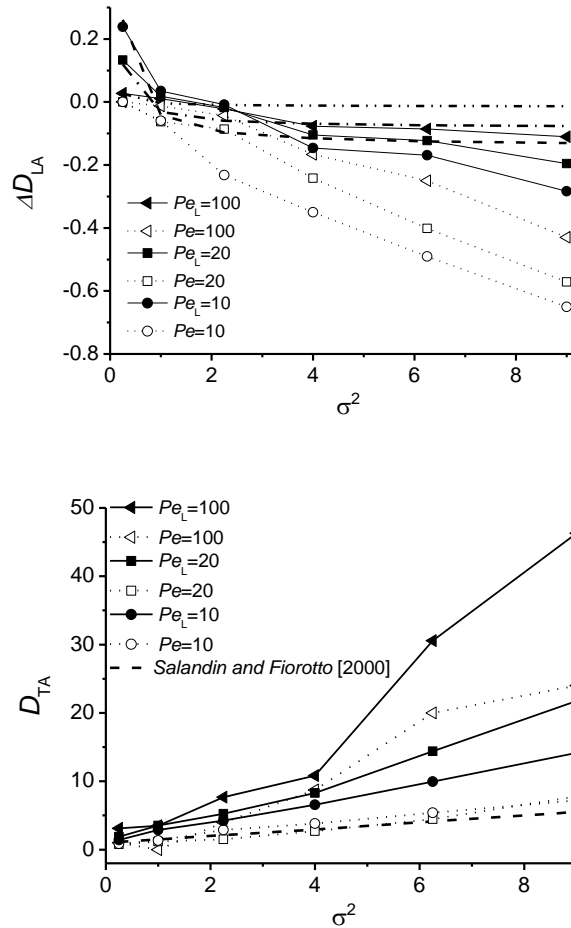 0.2
0.0
-0.2
-0.4
-0.6
-0.8
ΔD_LA
Pe_L=100
Pe=100
Pe_L=20
Pe=20
Pe_L=10
Pe=10
0 2 4 6 8
σ²
50
40
30
20
10
0
D_TA
Pe_L=100
Pe=100
Pe_L=20
Pe=20
Pe_L=10
Pe=10
Salandin and Fiorotto [2000]
0 2 4 6 8
σ²